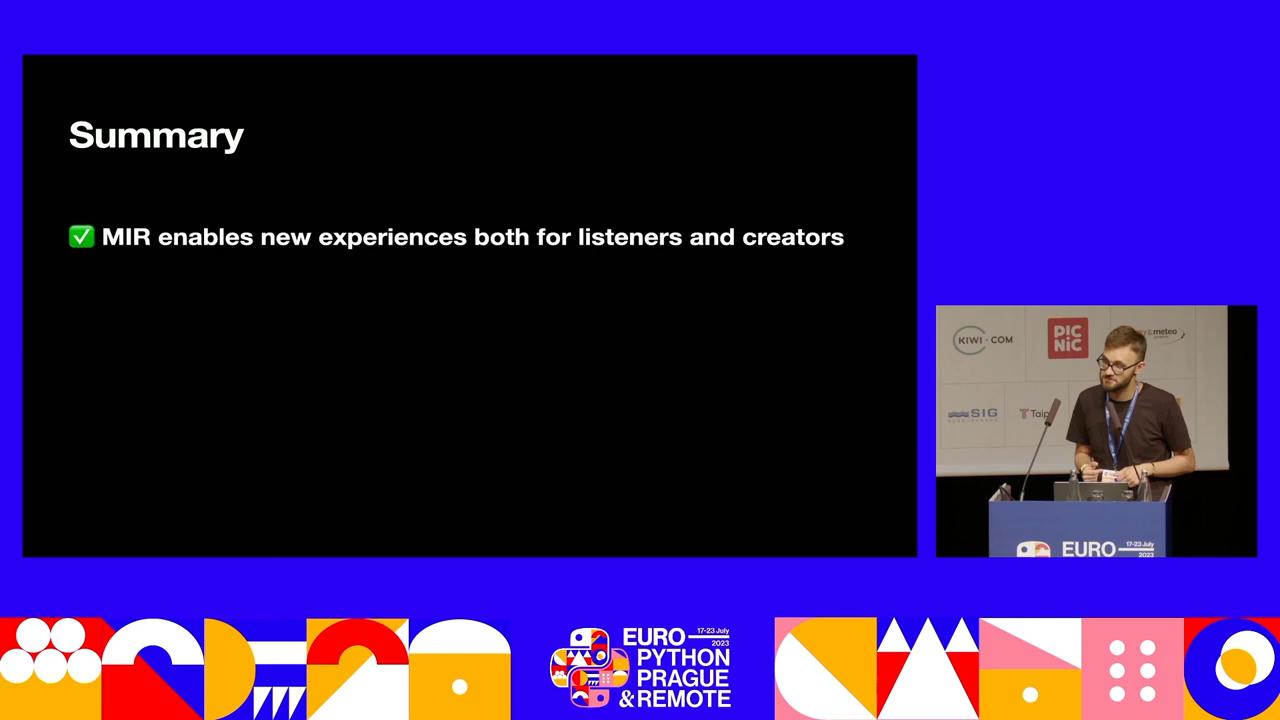 Summary
✅ MIR enables new experiences both for listeners and creators
KIWI.COM
PIC
NIC
meteo
SIG
EURO
17-23 July
2023
EURO
17-23 July
2023
PYTHON
PRAGUE
& REMOTE